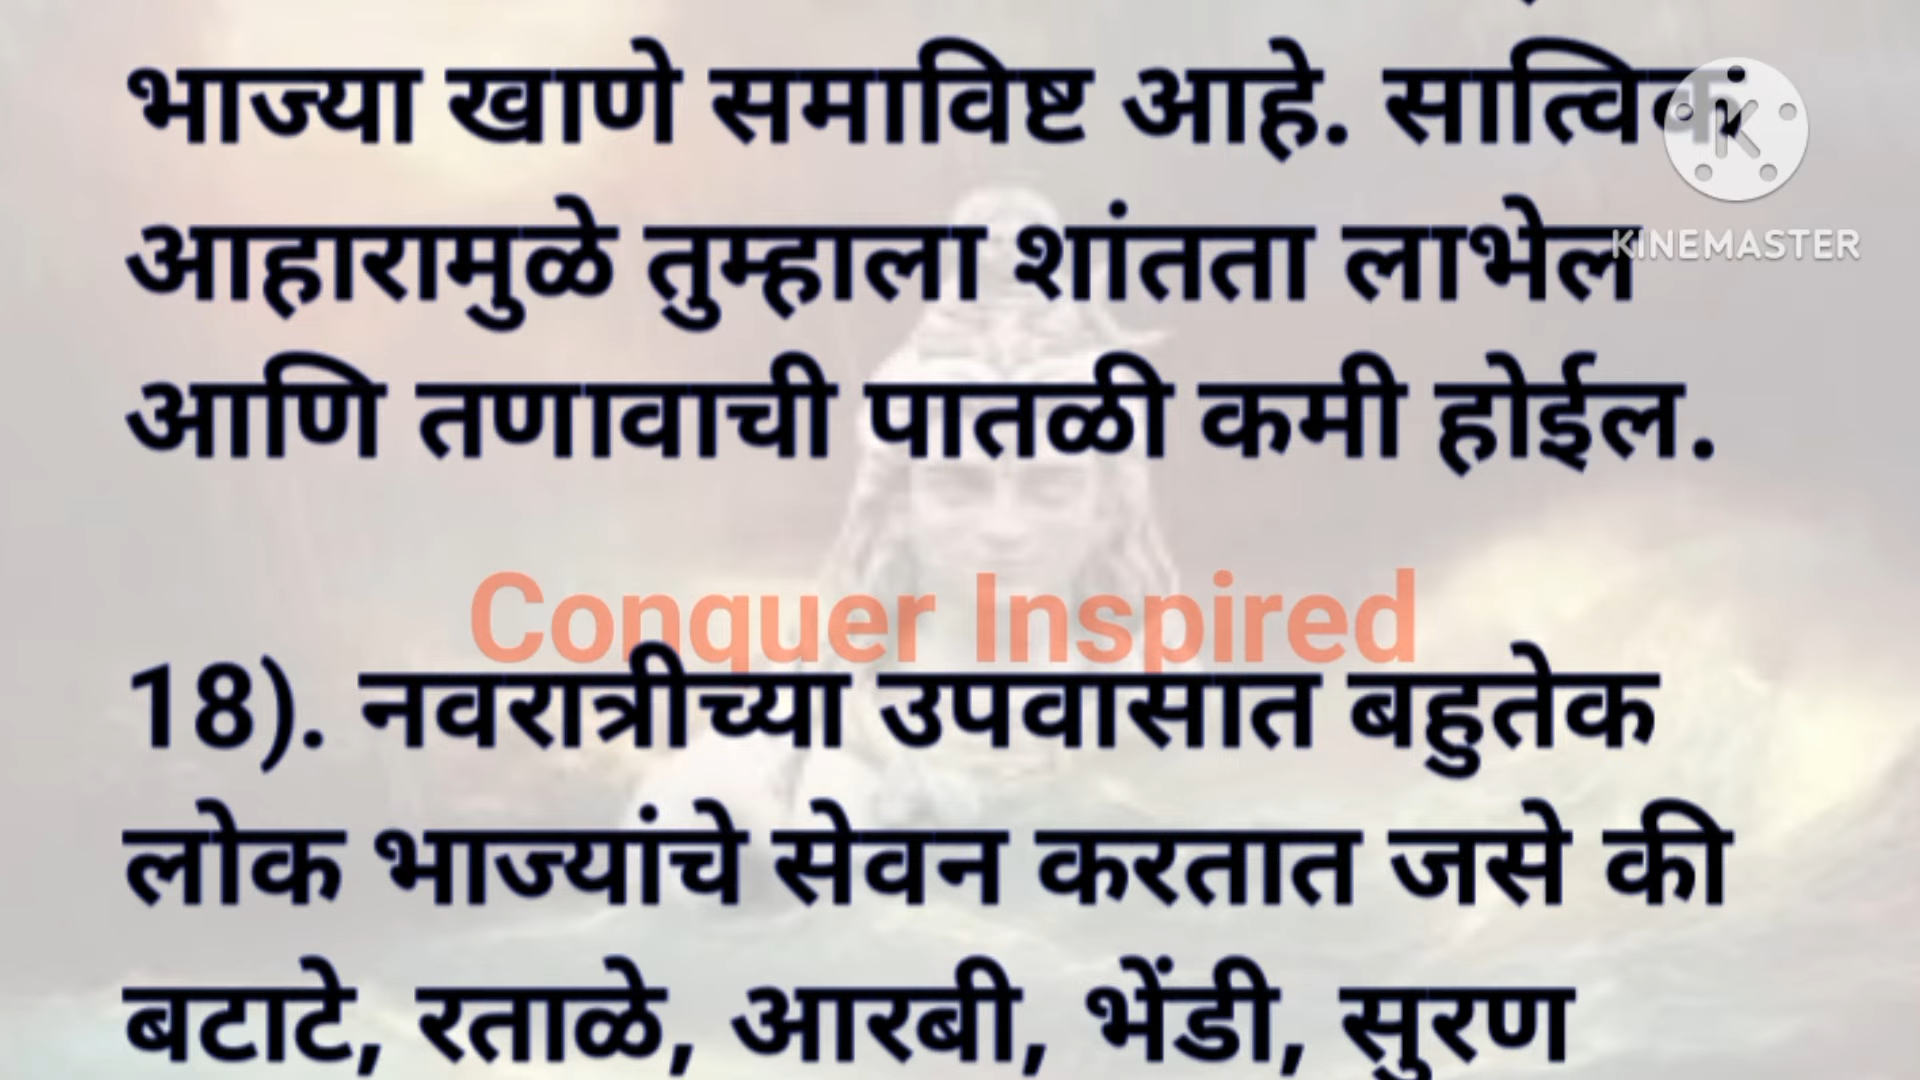 भाज्या खाणे समाविष्ट आहे. सात्विक
आहारामुळे तुम्हाला शांतता लाभेल
KINEMASTER
आणि तणावाची पातळी कमी होईल.
Conquer Inspired
18). नवरात्रीच्या उपवासात बहुतेक
लोक भाज्यांचे सेवन करतात जसे की
बटाटे, रताळे, आरबी, भेंडी, सुरण